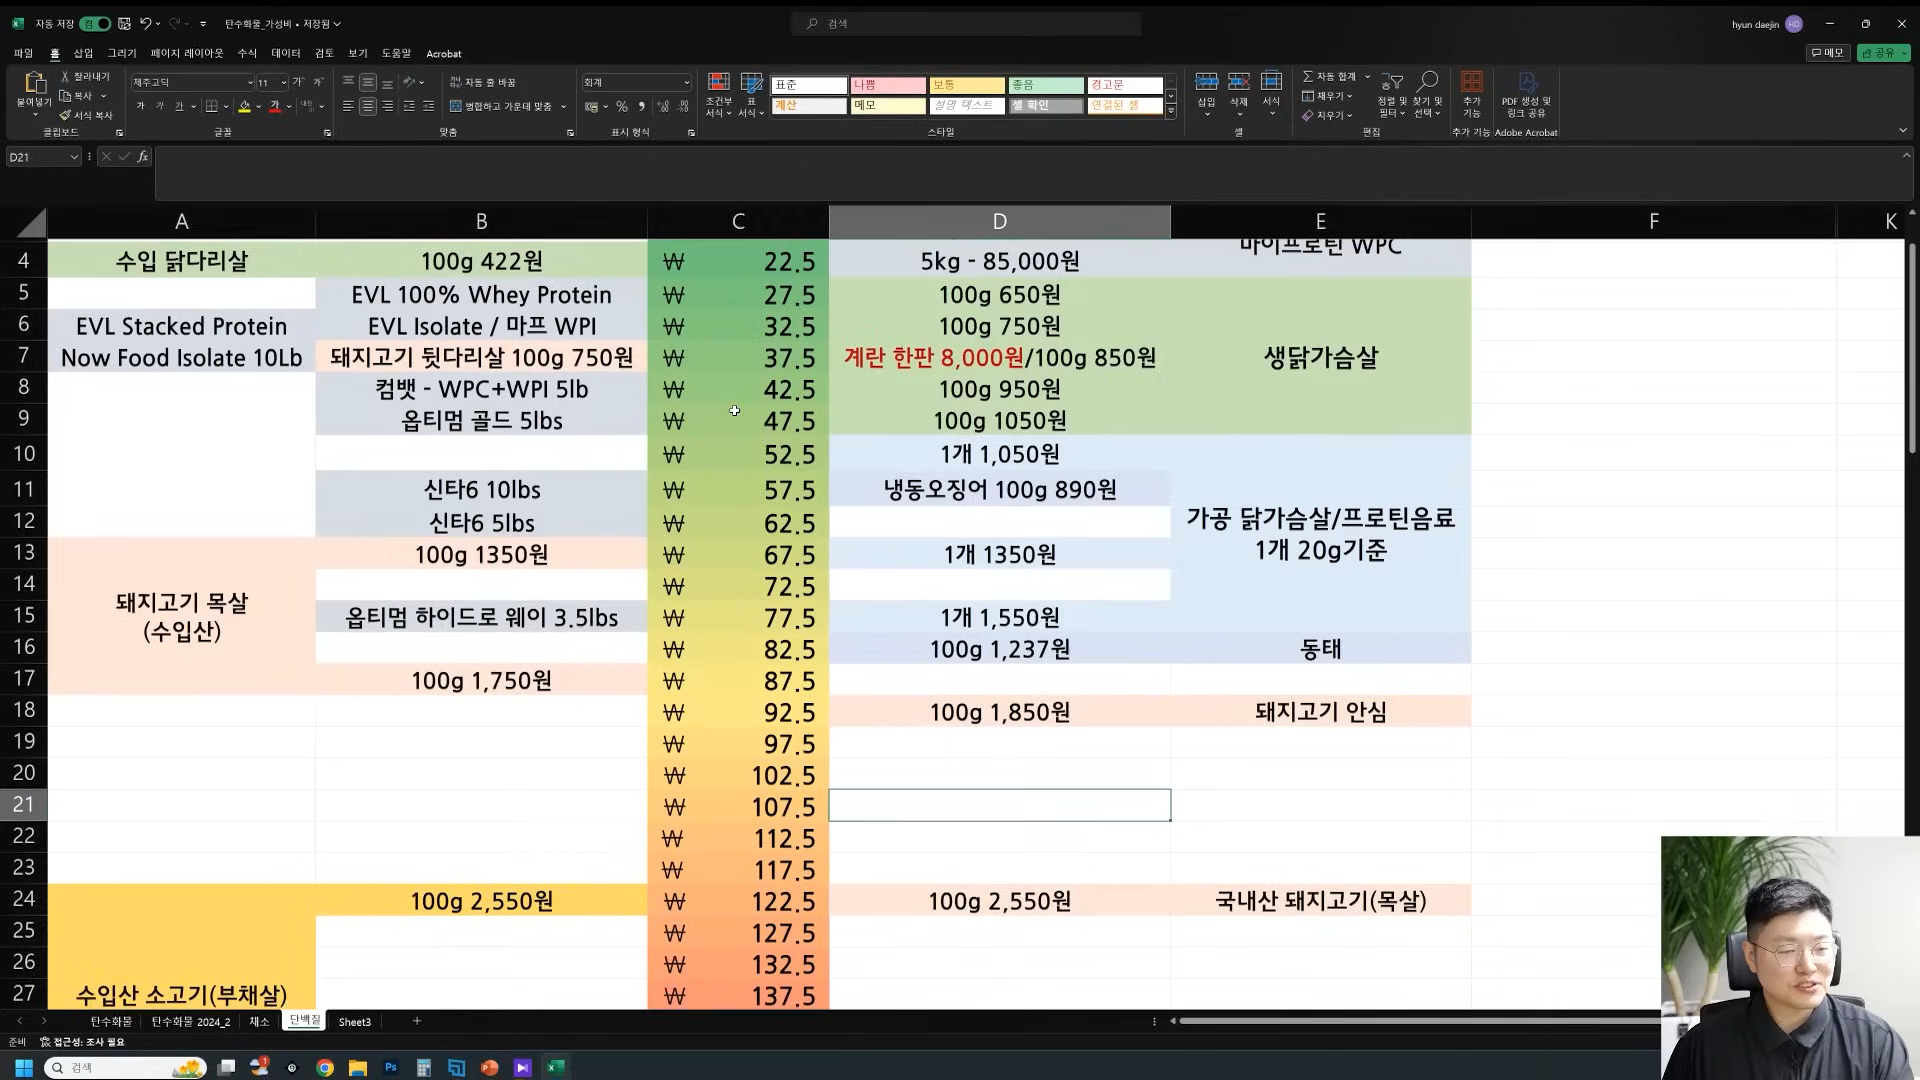 자동 저장 켬 탄수화물_가성비 • 저장됨 검색 hyun daejin HD
파일 홈 삽입 그리기 페이지 레이아웃 수식 데이터 검토 보기 도움말 Acrobat 메모 공유
붙여넣기 잘라내기 복사 서식 복사 클립보드
제주고딕 11 가 가 가 가 가 가 글꼴
자동 줄 바꿈 병합하고 가운데 맞춤 맞춤
회계 % 표시 형식
조건부 서식 표 서식 표준 나쁨 보통 좋음 경고문
계산 메모 설명 텍스트 셀 확인 연결된 셀 스타일
삽입 삭제 서식 셀
자동 합계 채우기 지우기 정렬 및 필터 찾기 및 선택 편집
추가 기능 추가 기능
PDF 생성 및 링크 공유 Adobe Acrobat
D21 fx
A B C D E F K
마이프로틴 WPC
4 수입 닭다리살 100g 422원 ₩ 22.5 5kg - 85,000원
5 EVL 100% Whey Protein ₩ 27.5 100g 650원
6 EVL Stacked Protein EVL Isolate / 마프 WPI ₩ 32.5 100g 750원
7 Now Food Isolate 10Lb 돼지고기 뒷다리살 100g 750원 ₩ 37.5 계란 한판 8,000원/100g 850원 생닭가슴살
8 컴뱃 - WPC+WPI 5lb ₩ 42.5 100g 950원
9 옵티멈 골드 5lbs ₩ 47.5 100g 1050원
10 ₩ 52.5 1개 1,050원
11 신타6 10lbs ₩ 57.5 냉동오징어 100g 890원
12 신타6 5lbs ₩ 62.5 가공 닭가슴살/프로틴음료
13 100g 1350원 ₩ 67.5 1개 1350원 1개 20g기준
14 돼지고기 목살 ₩ 72.5
15 (수입산) 옵티멈 하이드로 웨이 3.5lbs ₩ 77.5 1개 1,550원
16 ₩ 82.5 100g 1,237원 동태
17 100g 1,750원 ₩ 87.5
18 ₩ 92.5 100g 1,850원 돼지고기 안심
19 ₩ 97.5
20 ₩ 102.5
21 ₩ 107.5
22 ₩ 112.5
23 ₩ 117.5
24 100g 2,550원 ₩ 122.5 100g 2,550원 국내산 돼지고기(목살)
25 ₩ 127.5
26 ₩ 132.5
27 수입산 소고기(부채살) ₩ 137.5
탄수화물 탄수화물 2024_2 채소 단백질 Sheet3 +
준비 접근성: 조사 필요
검색